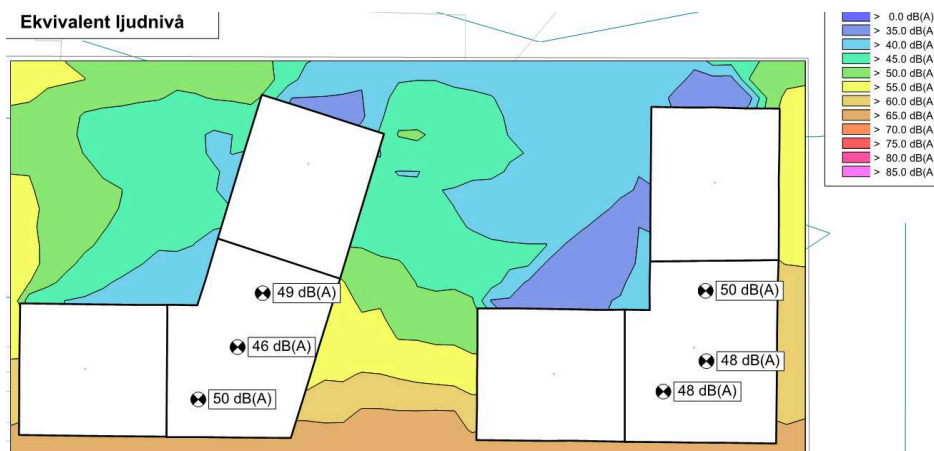 Ekvivalent ljudnivå
> 0.0 dB(A)
> 35.0 dB(A)
> 40.0 dB(A)
> 45.0 dB(A)
> 50.0 dB(A)
> 55.0 dB(A)
> 60.0 dB(A)
> 65.0 dB(A)
> 70.0 dB(A)
> 75.0 dB(A)
> 80.0 dB(A)
> 85.0 dB(A)
49 dB(A)
46 dB(A)
50 dB(A)
50 dB(A)
48 dB(A)
48 dB(A)